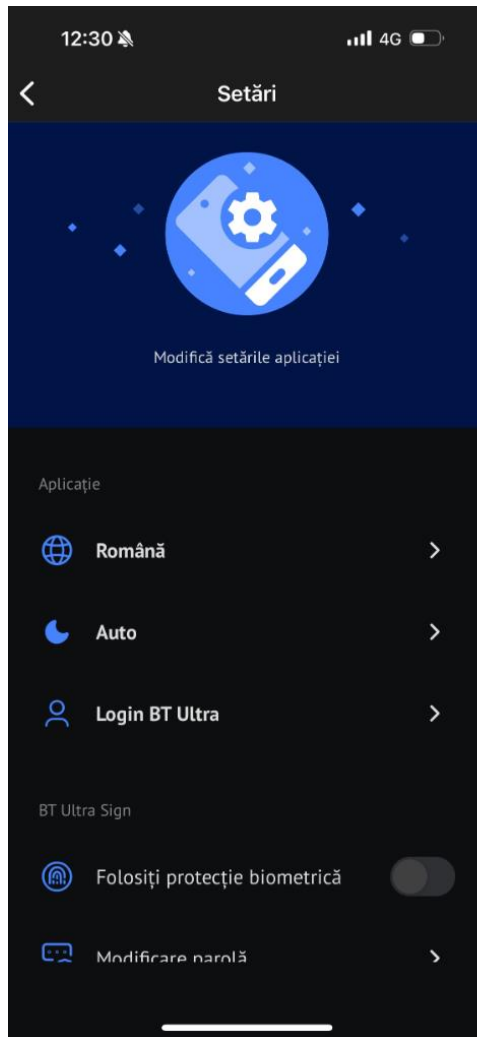 12:30
4G
Setări
Modifică setările aplicației
Aplicație
Română
Auto
Login BT Ultra
BT Ultra Sign
Folosiți protecție biometrică
Modificare parolă